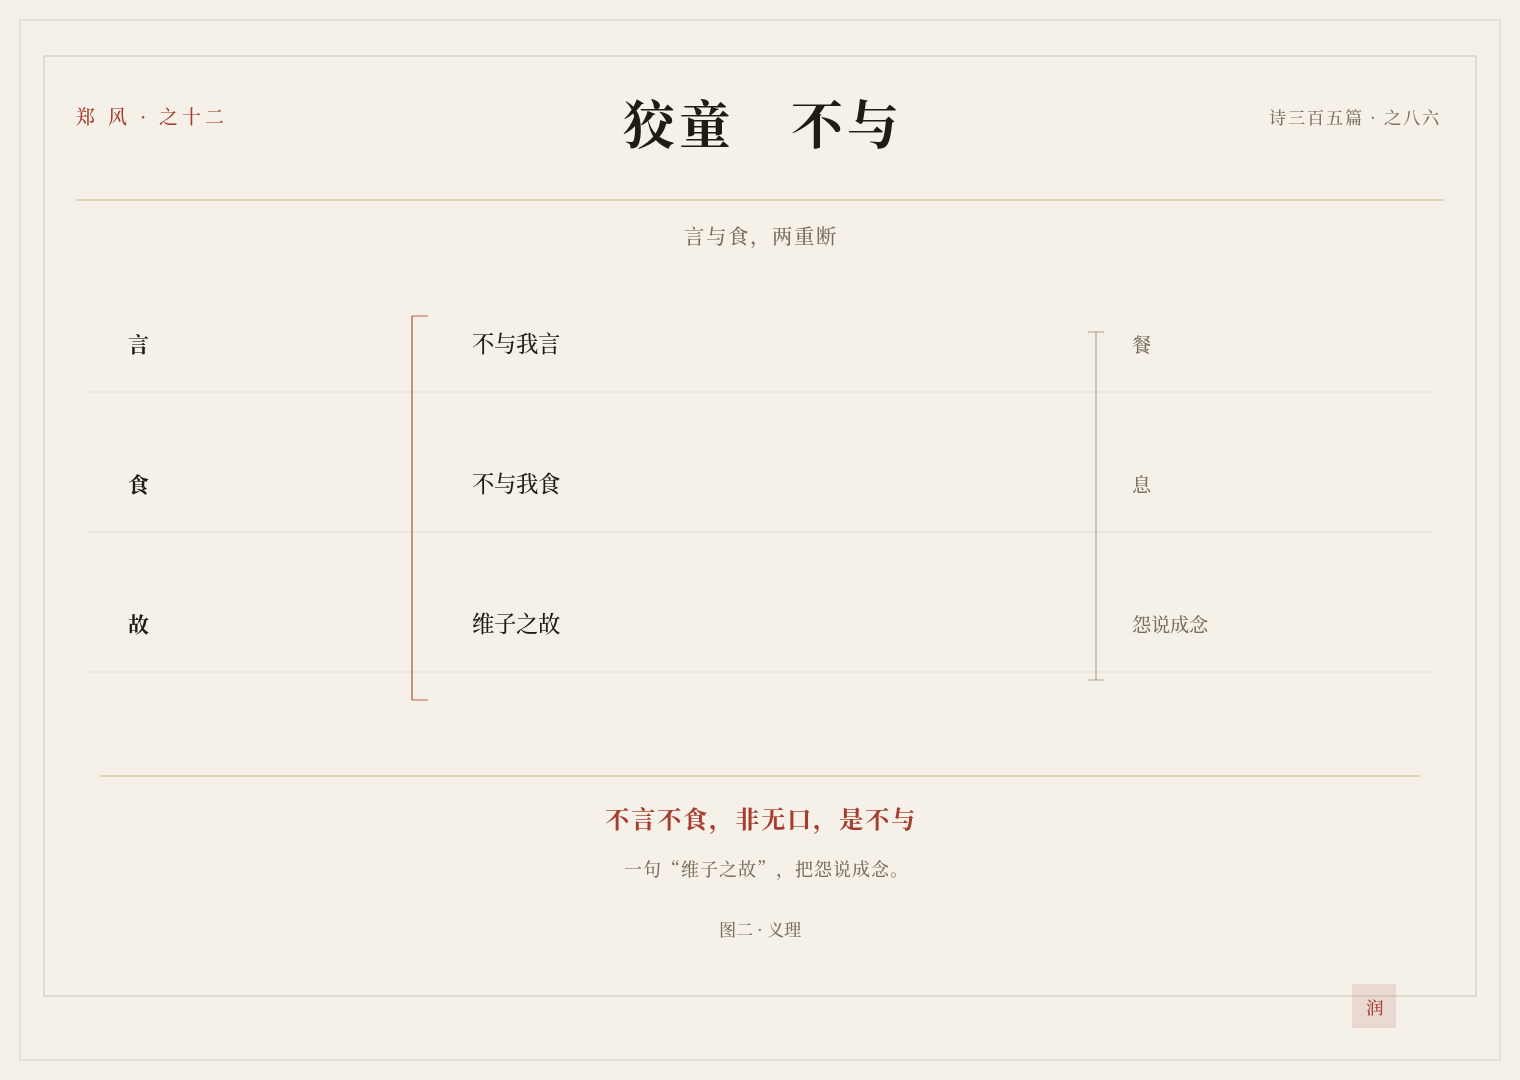 郑 风 · 之十二
狡童　不与
诗三百五篇 · 之八六
言与食，两重断
言
不与我言
餐
食
不与我食
息
故
维子之故
怨说成念
不言不食，非无口，是不与
一句“维子之故”，把怨说成念。
图二 · 义理
润